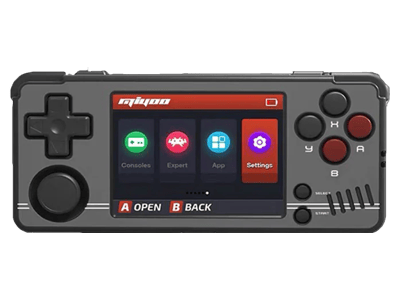 miyoo
Consoles Expert App Settings
X
Y A
B
SELECT
START
A OPEN B BACK